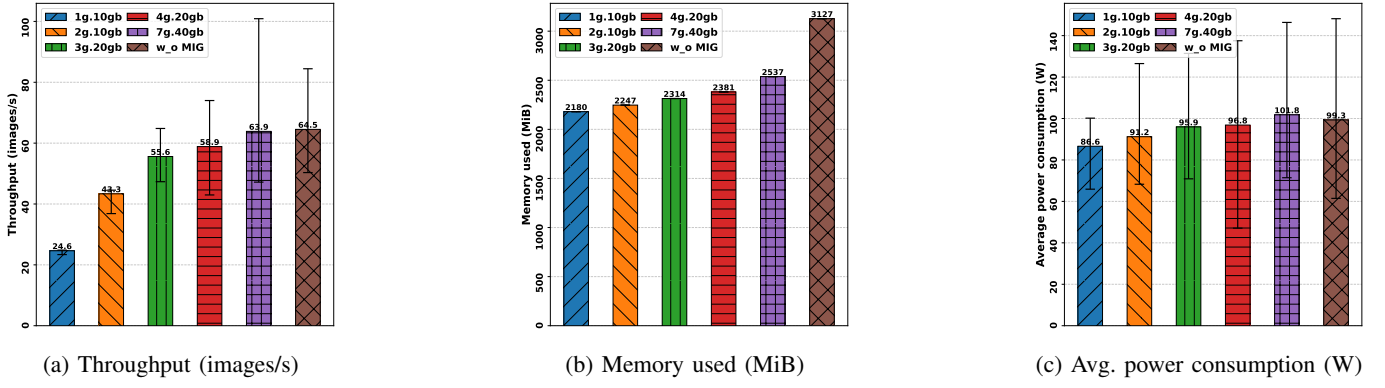 Throughput (images/s)
100
80
60
40
20
0
1g.10gb
2g.10gb
3g.20gb
4g.20gb
7g.40gb
w_o MIG
24.6
43.3
55.6
58.9
63.9
64.5
(a) Throughput (images/s)
Memory used (MiB)
3000
2500
2000
1500
1000
500
0
1g.10gb
2g.10gb
3g.20gb
4g.20gb
7g.40gb
w_o MIG
2180
2247
2314
2381
2537
3127
(b) Memory used (MiB)
Average power consumption (W)
140
120
100
80
60
40
20
0
1g.10gb
2g.10gb
3g.20gb
4g.20gb
7g.40gb
w_o MIG
86.6
91.2
95.9
96.8
101.8
99.3
(c) Avg. power consumption (W)